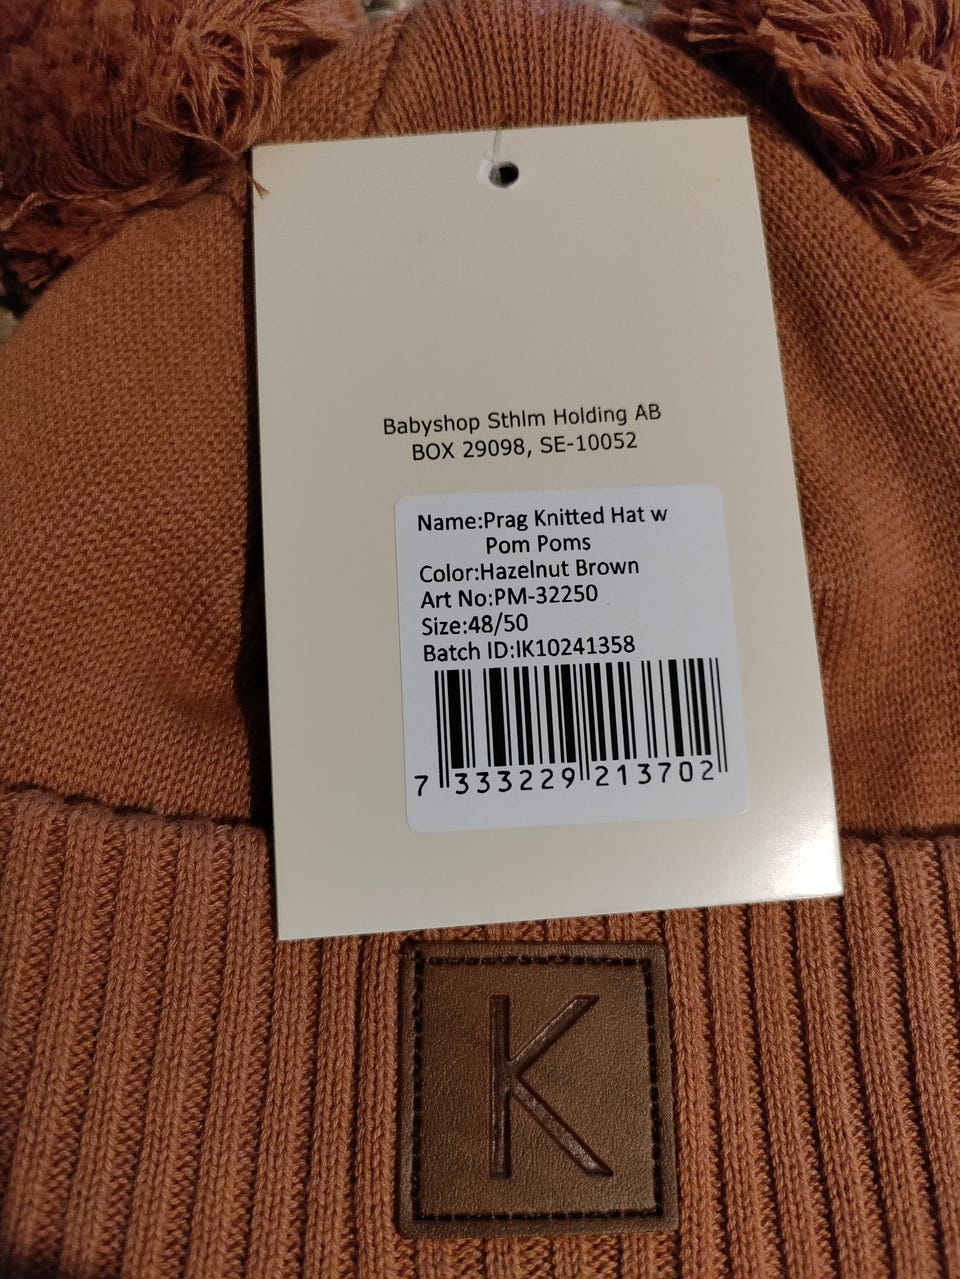 Babyshop Sthlm Holding AB
BOX 29098, SE-10052
Name:Prag Knitted Hat w
Pom Poms
Color:Hazelnut Brown
Art No:PM-32250
Size:48/50
Batch ID:IK10241358
7 333229 213702
K